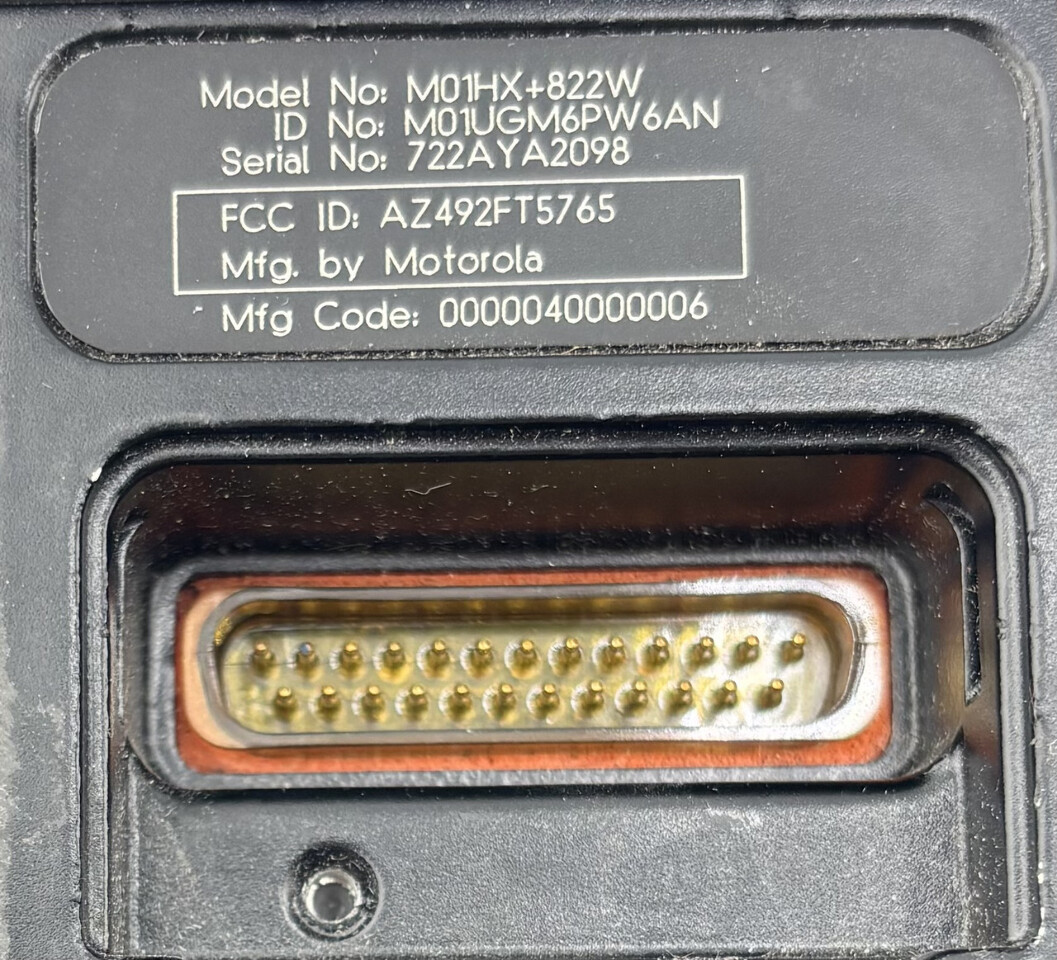 Model No: M01HX+822W
ID No: M01UGM6PW6AN
Serial No: 722AYA2098
FCC ID: AZ492FT5765
Mfg. by Motorola
Mfg Code: 0000040000006